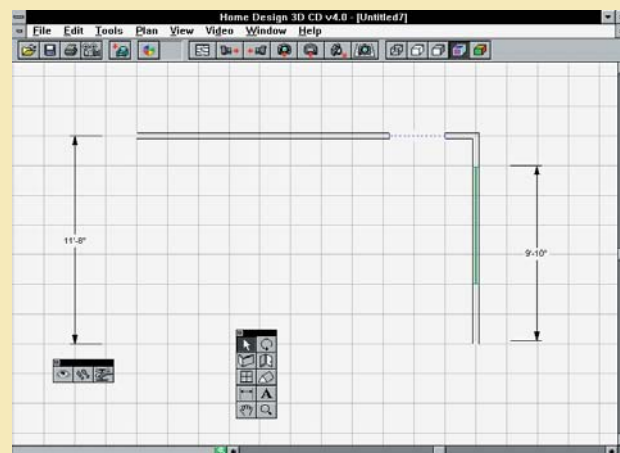 Home Design 3D CD v4.0 - [Untitled7]
File Edit Tools Plan View Video Window Help
11'-8"
9'-10"
A